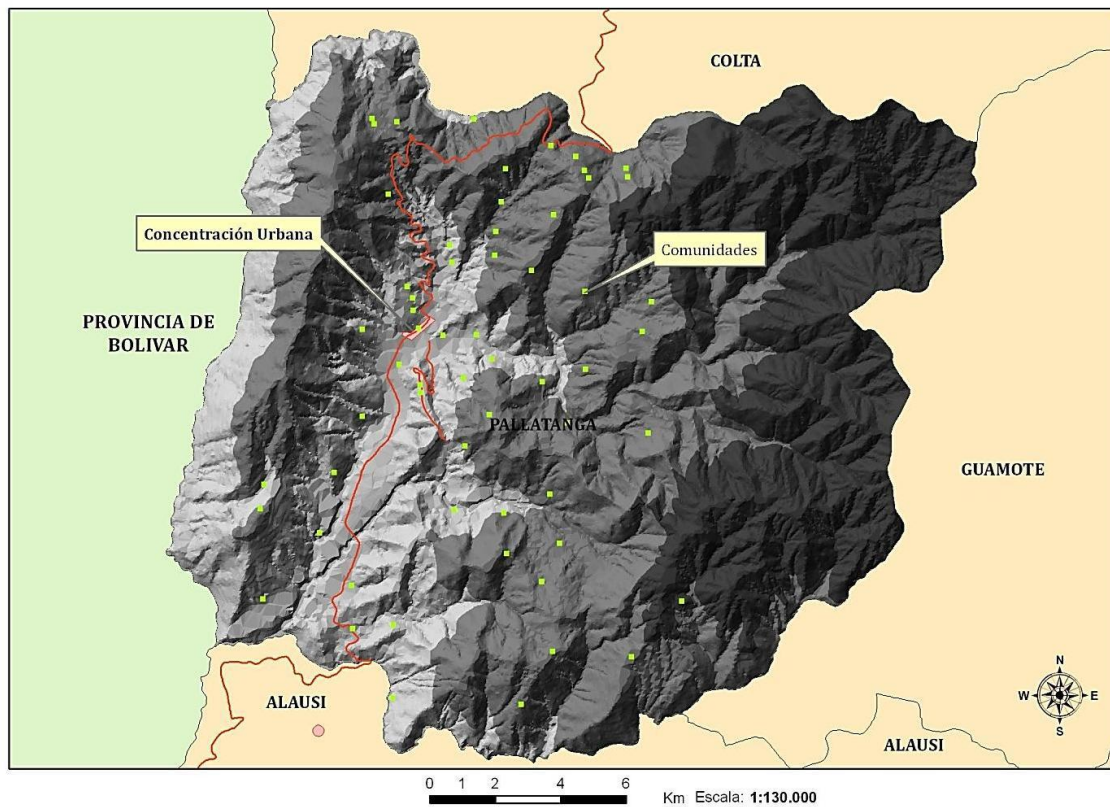 COLTA
Concentración Urbana
Comunidades
PROVINCIA DE
BOLIVAR
PALLATANGA
GUAMOTE
N
W E
S
ALAUSI
ALAUSI
0 1 2 4 6
Km Escala: 1:130.000